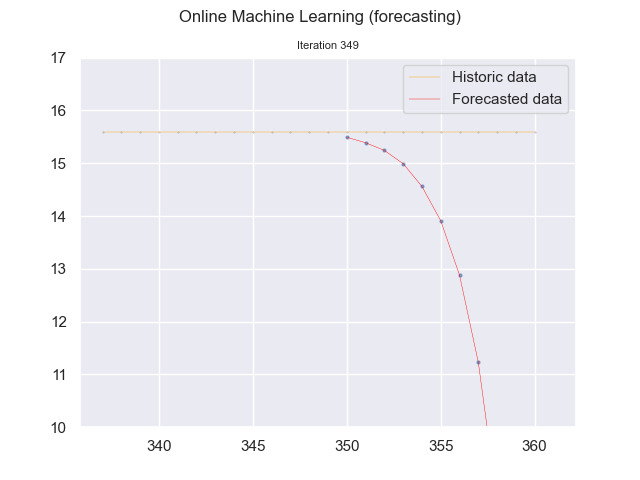 Online Machine Learning (forecasting)
Iteration 349
Historic data
Forecasted data
17
16
15
14
13
12
11
10
340 345 350 355 360